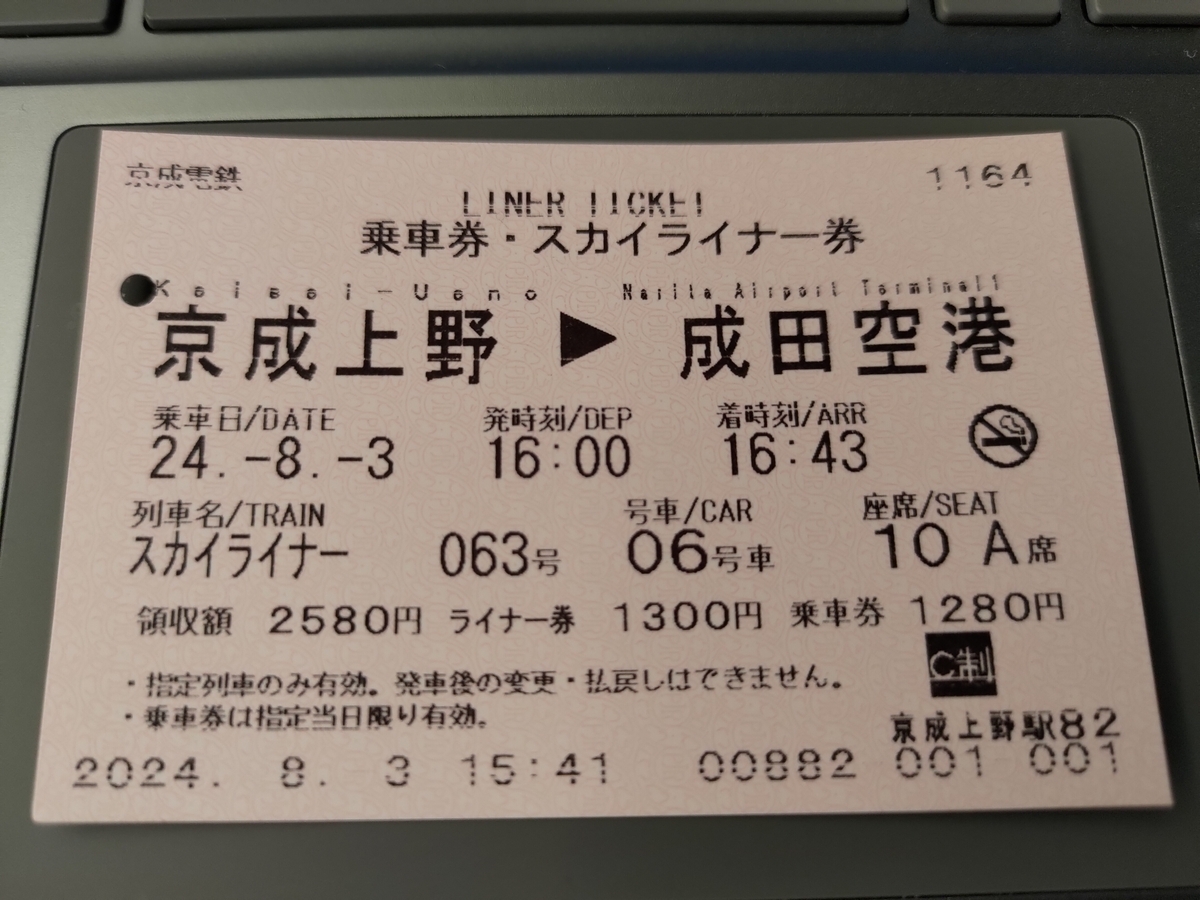 京成電鉄 1164
LINER TICKET
乗車券・スカイライナー券
Keisei-Ueno Narita Airport Terminal1
京成上野 ▶ 成田空港
乗車日/DATE 発時刻/DEP 着時刻/ARR
24.-8.-3 16:00 16:43
列車名/TRAIN 号車/CAR 座席/SEAT
スカイライナー 063号 06号車 10 A席
領収額 2580円 ライナー券 1300円 乗車券 1280円
C制
・指定列車のみ有効。発車後の変更・払戻しはできません。
・乗車券は指定当日限り有効。
京成上野駅82
2024. 8. 3 15:41 00882 001 001